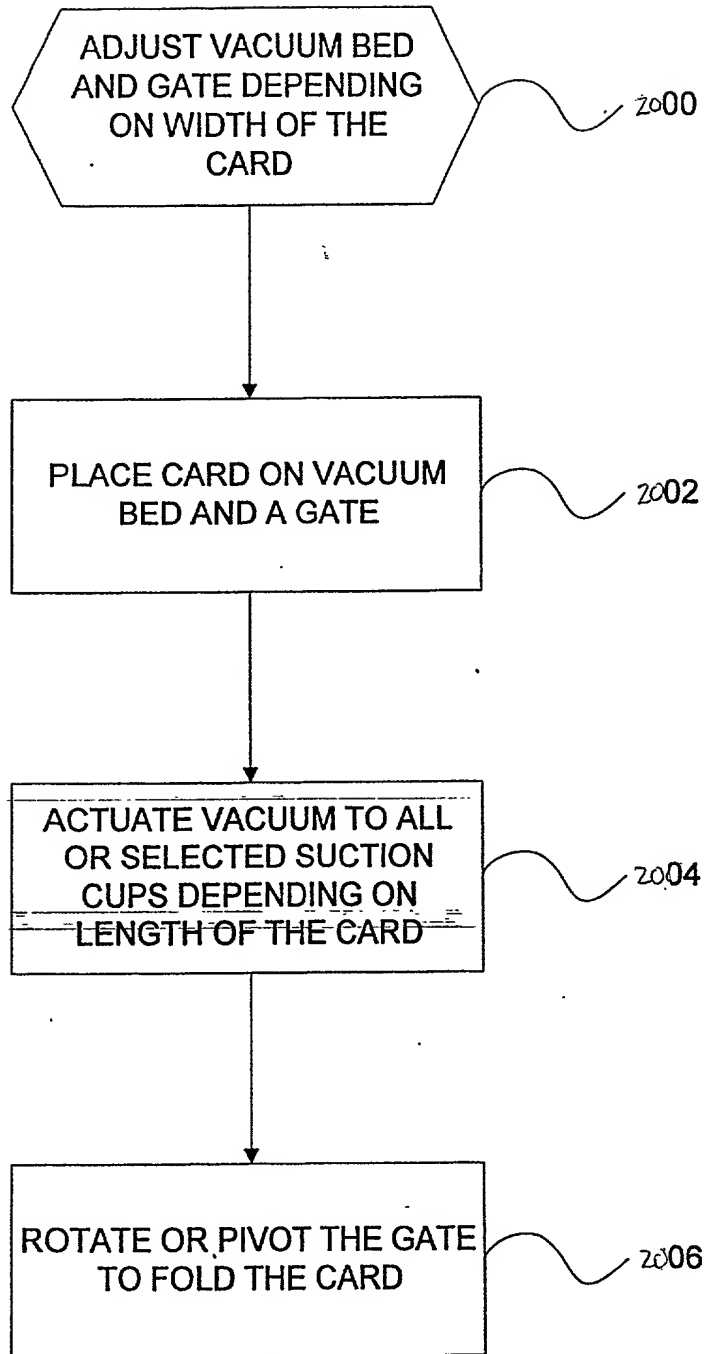 ADJUST VACUUM BED
AND GATE DEPENDING
ON WIDTH OF THE
CARD
2000
PLACE CARD ON VACUUM
BED AND A GATE
2002
ACTUATE VACUUM TO ALL
OR SELECTED SUCTION
CUPS DEPENDING ON
LENGTH OF THE CARD
2004
ROTATE OR PIVOT THE GATE
TO FOLD THE CARD
2006